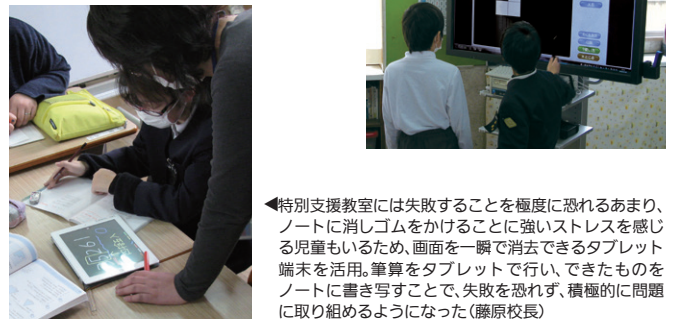 ◀特別支援教室には失敗することを極度に恐れるあまり、
ノートに消しゴムをかけることに強いストレスを感じ
る児童もいるため、画面を一瞬で消去できるタブレット
端末を活用。筆算をタブレットで行い、できたものを
ノートに書き写すことで、失敗を恐れず、積極的に問題
に取り組めるようになった(藤原校長)